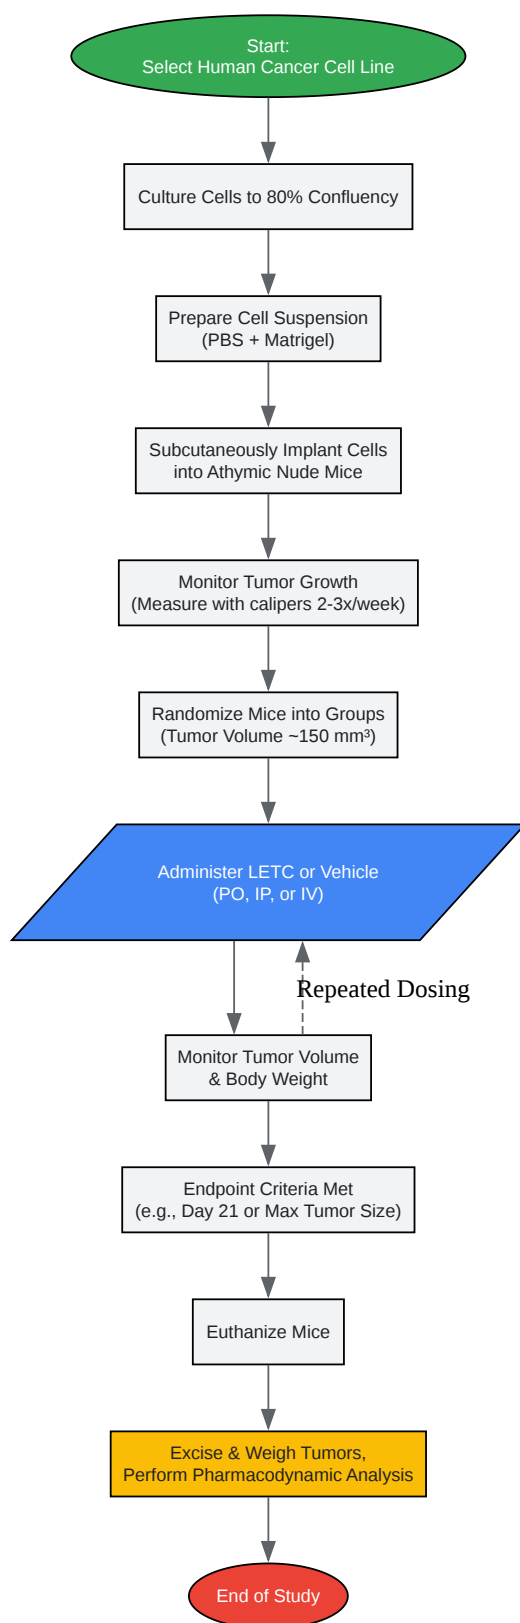 Start:
Select Human Cancer Cell Line
Culture Cells to 80% Confluency
Prepare Cell Suspension
(PBS + Matrigel)
Subcutaneously Implant Cells
into Athymic Nude Mice
Monitor Tumor Growth
(Measure with calipers 2-3x/week)
Randomize Mice into Groups
(Tumor Volume ~150 mm³)
Administer LETC or Vehicle
(PO, IP, or IV)
Repeated Dosing
Monitor Tumor Volume
& Body Weight
Endpoint Criteria Met
(e.g., Day 21 or Max Tumor Size)
Euthanize Mice
Excise & Weigh Tumors,
Perform Pharmacodynamic Analysis
End of Study